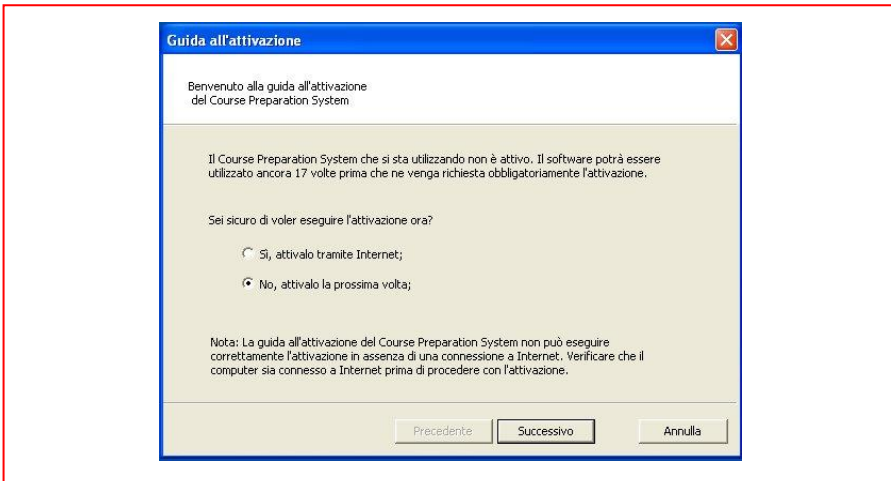 Guida all'attivazione
Benvenuto alla guida all'attivazione
del Course Preparation System
Il Course Preparation System che si sta utilizzando non è attivo. Il software potrà essere
utilizzato ancora 17 volte prima che ne venga richiesta obbligatoriamente l'attivazione.
Sei sicuro di voler eseguire l'attivazione ora?
Sì, attivalo tramite Internet;
No, attivalo la prossima volta;
Nota: La guida all'attivazione del Course Preparation System non può eseguire
correttamente l'attivazione in assenza di una connessione a Internet. Verificare che il
computer sia connesso a Internet prima di procedere con l'attivazione.
Precedente Successivo Annulla